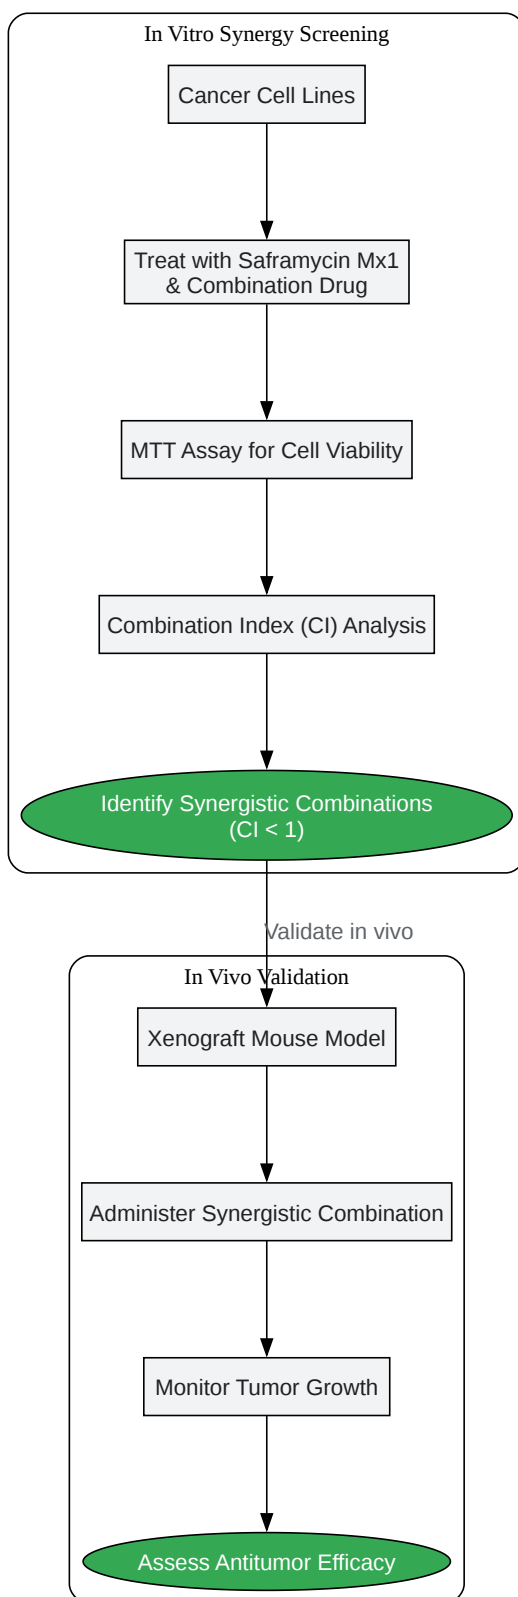 In Vitro Synergy Screening
Cancer Cell Lines
Treat with Saframycin Mx1
& Combination Drug
MTT Assay for Cell Viability
Combination Index (CI) Analysis
Identify Synergistic Combinations
(CI < 1)
Validate in vivo
In Vivo Validation
Xenograft Mouse Model
Administer Synergistic Combination
Monitor Tumor Growth
Assess Antitumor Efficacy